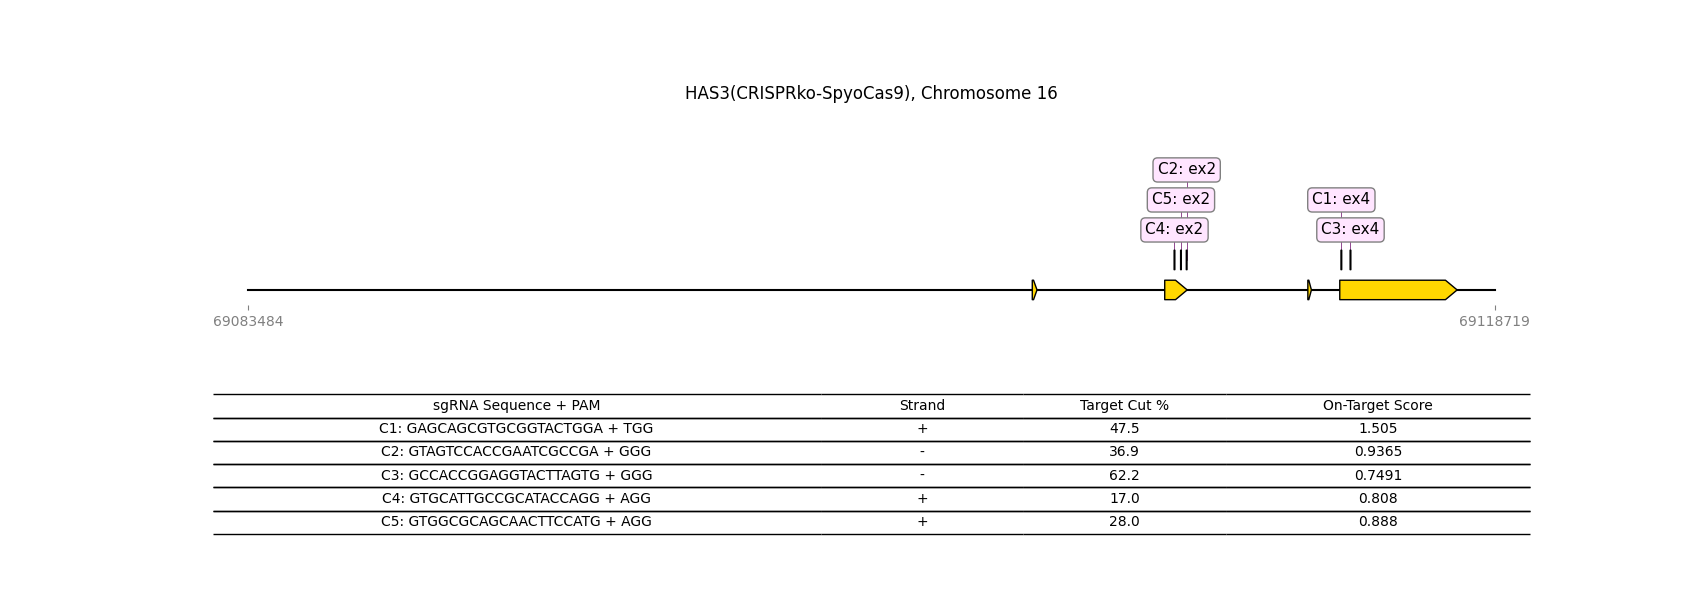 HAS3(CRISPRko-SpyoCas9), Chromosome 16
C2: ex2
C5: ex2
C1: ex4
C4: ex2
C3: ex4
69083484
69118719
sgRNA Sequence + PAM Strand Target Cut % On-Target Score
C1: GAGCAGCGTGCGGTACTGGA + TGG + 47.5 1.505
C2: GTAGTCCACCGAATCGCCGA + GGG - 36.9 0.9365
C3: GCCACCGGAGGTACTTAGTG + GGG - 62.2 0.7491
C4: GTGCATTGCCGCATACCAGG + AGG + 17.0 0.808
C5: GTGGCGCAGCAACTTCCATG + AGG + 28.0 0.888